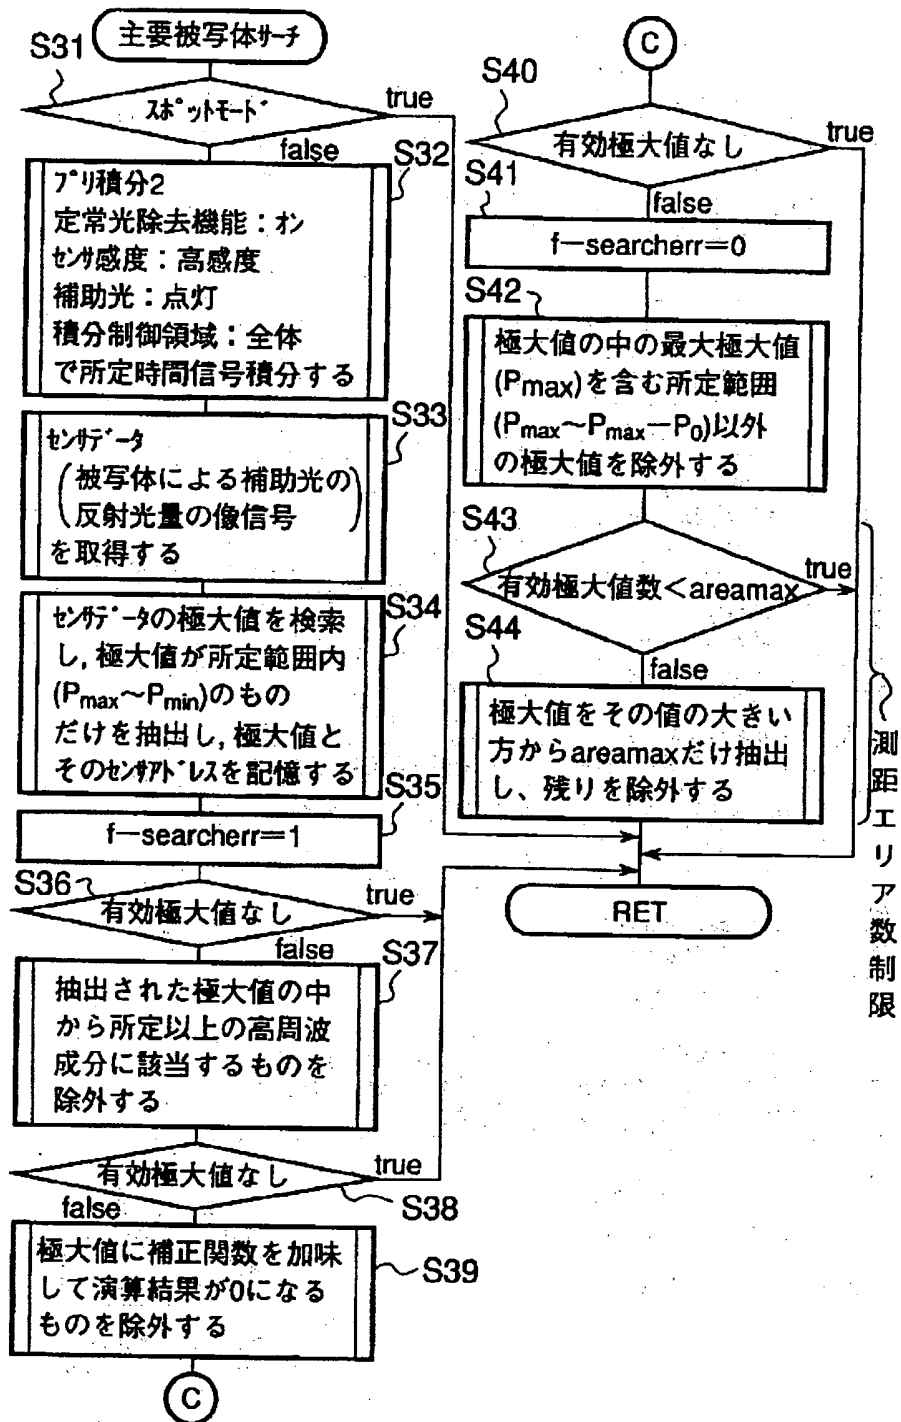 主要被写体サーチ
S31
スポットモード
true
false
S32
プリ積分2
定常光除去機能：オン
センサ感度：高感度
補助光：点灯
積分制御領域：全体
で所定時間信号積分する
S33
センサデータ
(被写体による補助光の
反射光量の像信号)
を取得する
S34
センサデータの極大値を検索
し,極大値が所定範囲内
(Pmax〜Pmin)のもの
だけを抽出し,極大値と
そのセンサアドレスを記憶する
S35
f−searcherr=1
S36
有効極大値なし
true
false
S37
抽出された極大値の中
から所定以上の高周波
成分に該当するものを
除外する
有効極大値なし
true
S38
false
極大値に補正関数を加味
して演算結果が0になる
ものを除外する
S39
C
C
S40
有効極大値なし
true
false
S41
f−searcherr=0
S42
極大値の中の最大極大値
(Pmax)を含む所定範囲
(Pmax〜Pmax−P0)以外
の極大値を除外する
S43
有効極大値数<areamax
true
false
S44
極大値をその値の大きい
方からareamaxだけ抽出
し、残りを除外する
RET
測距エリア数制限